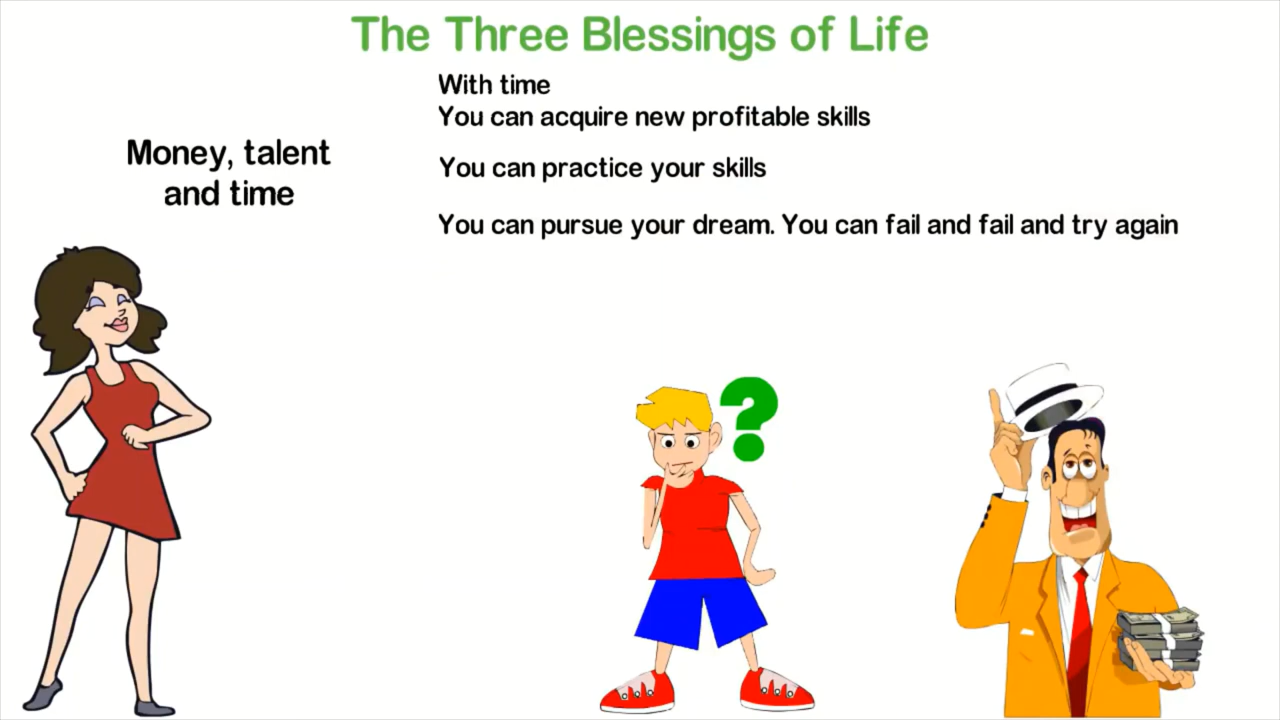 The Three Blessings of Life
Money, talent
and time
With time
You can acquire new profitable skills
You can practice your skills
You can pursue your dream. You can fail and fail and try again
?